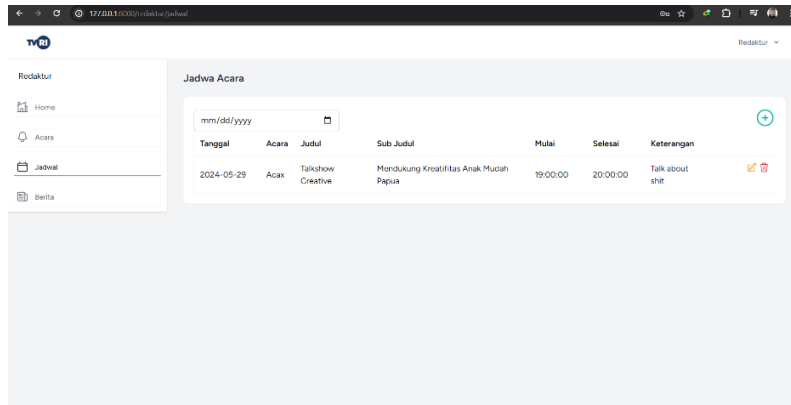 127.0.0.1:8000/redaktur/jadwal
TVRI
Redaktur
Redaktur
Home
Acara
Jadwal
Berita
Jadwa Acara
mm/dd/yyyy
Tanggal Acara Judul Sub Judul Mulai Selesai Keterangan
2024-05-29 Acax Talkshow Creative Mendukung Kreatifitas Anak Mudah Papua 19:00:00 20:00:00 Talk about shit